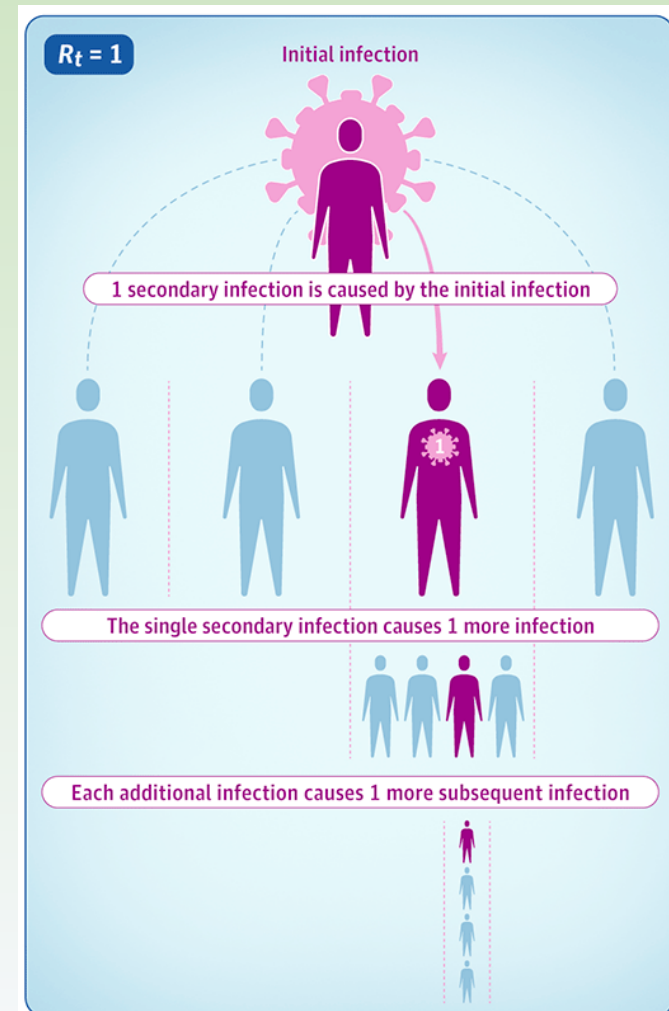 Rt = 1
Initial infection
1 secondary infection is caused by the initial infection
1
The single secondary infection causes 1 more infection
Each additional infection causes 1 more subsequent infection